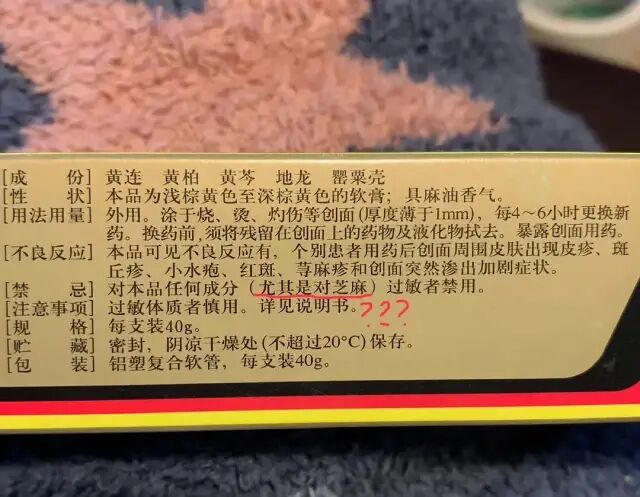 [成 份] 黄连 黄柏 黄芩 地龙 罂粟壳
[性 状] 本品为浅棕黄色至深棕黄色的软膏；具麻油香气。
[用法用量] 外用。涂于烧、烫、灼伤等创面(厚度薄于1mm)，每4～6小时更换新
药。换药前,须将残留在创面上的药物及液化物拭去。暴露创面用药。
[不良反应] 本品可见不良反应有，个别患者用药后创面周围皮肤出现皮疹、斑
丘疹、小水疱、红斑、荨麻疹和创面突然渗出加剧症状。
[禁 忌] 对本品任何成分(尤其是对芝麻)过敏者禁用。
[注意事项] 过敏体质者慎用。详见说明书。
???
[规 格] 每支装40g。
[贮 藏] 密封，阴凉干燥处(不超过20°C)保存。
[包 装] 铝塑复合软管，每支装40g。